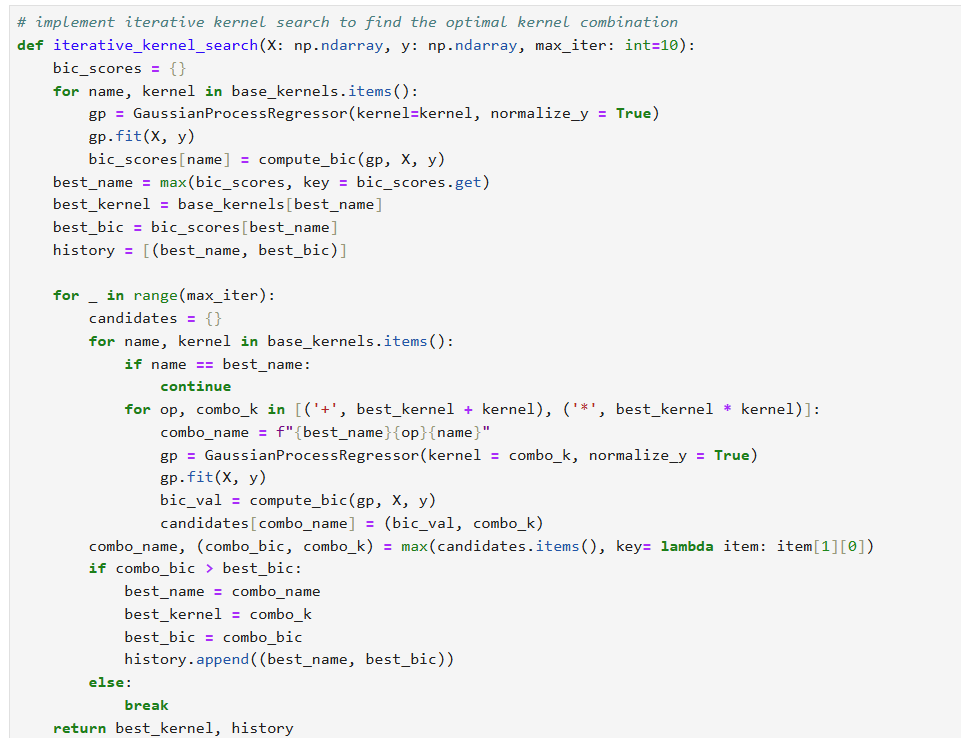 # implement iterative kernel search to find the optimal kernel combination
def iterative_kernel_search(X: np.ndarray, y: np.ndarray, max_iter: int=10):
    bic_scores = {}
    for name, kernel in base_kernels.items():
        gp = GaussianProcessRegressor(kernel=kernel, normalize_y = True)
        gp.fit(X, y)
        bic_scores[name] = compute_bic(gp, X, y)
    best_name = max(bic_scores, key = bic_scores.get)
    best_kernel = base_kernels[best_name]
    best_bic = bic_scores[best_name]
    history = [(best_name, best_bic)]

    for _ in range(max_iter):
        candidates = {}
        for name, kernel in base_kernels.items():
            if name == best_name:
                continue
            for op, combo_k in [('+', best_kernel + kernel), ('*', best_kernel * kernel)]:
                combo_name = f"{best_name}{op}{name}"
                gp = GaussianProcessRegressor(kernel = combo_k, normalize_y = True)
                gp.fit(X, y)
                bic_val = compute_bic(gp, X, y)
                candidates[combo_name] = (bic_val, combo_k)
        combo_name, (combo_bic, combo_k) = max(candidates.items(), key= lambda item: item[1][0])
        if combo_bic > best_bic:
            best_name = combo_name
            best_kernel = combo_k
            best_bic = combo_bic
            history.append((best_name, best_bic))
        else:
            break
    return best_kernel, history